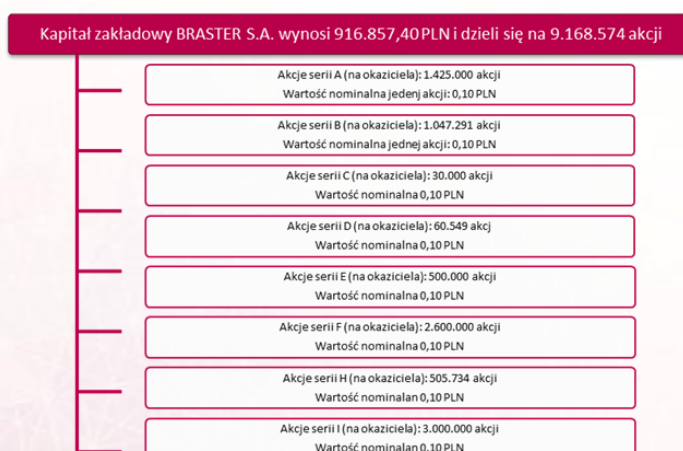 Kapitał zakładowy BRASTER S.A. wynosi 916.857,40 PLN i dzieli się na 9.168.574 akcji
Akcje serii A (na okaziciela): 1.425.000 akcji
Wartość nominalna jedenj akcji: 0,10 PLN
Akcje serii B (na okaziciela): 1.047.291 akcji
Wartość nominalna jednej akcji: 0,10 PLN
Akcje serii C (na okaziciela): 30.000 akcji
Wartość nominalna 0,10 PLN
Akcje serii D (na okaziciela): 60.549 akcj
Wartość nominalna 0,10 PLN
Akcje serii E (na okaziciela): 500.000 akcji
Wartość nominalna 0,10 PLN
Akcje serii F (na okaziciela): 2.600.000 akcji
Wartość nominalna 0,10 PLN
Akcje serii H (na okaziciela): 505.734 akcji
Wartość nominalan 0,10 PLN
Akcje serii I (na okaziciela): 3.000.000 akcji
Wartość nominalan 0,10 PLN